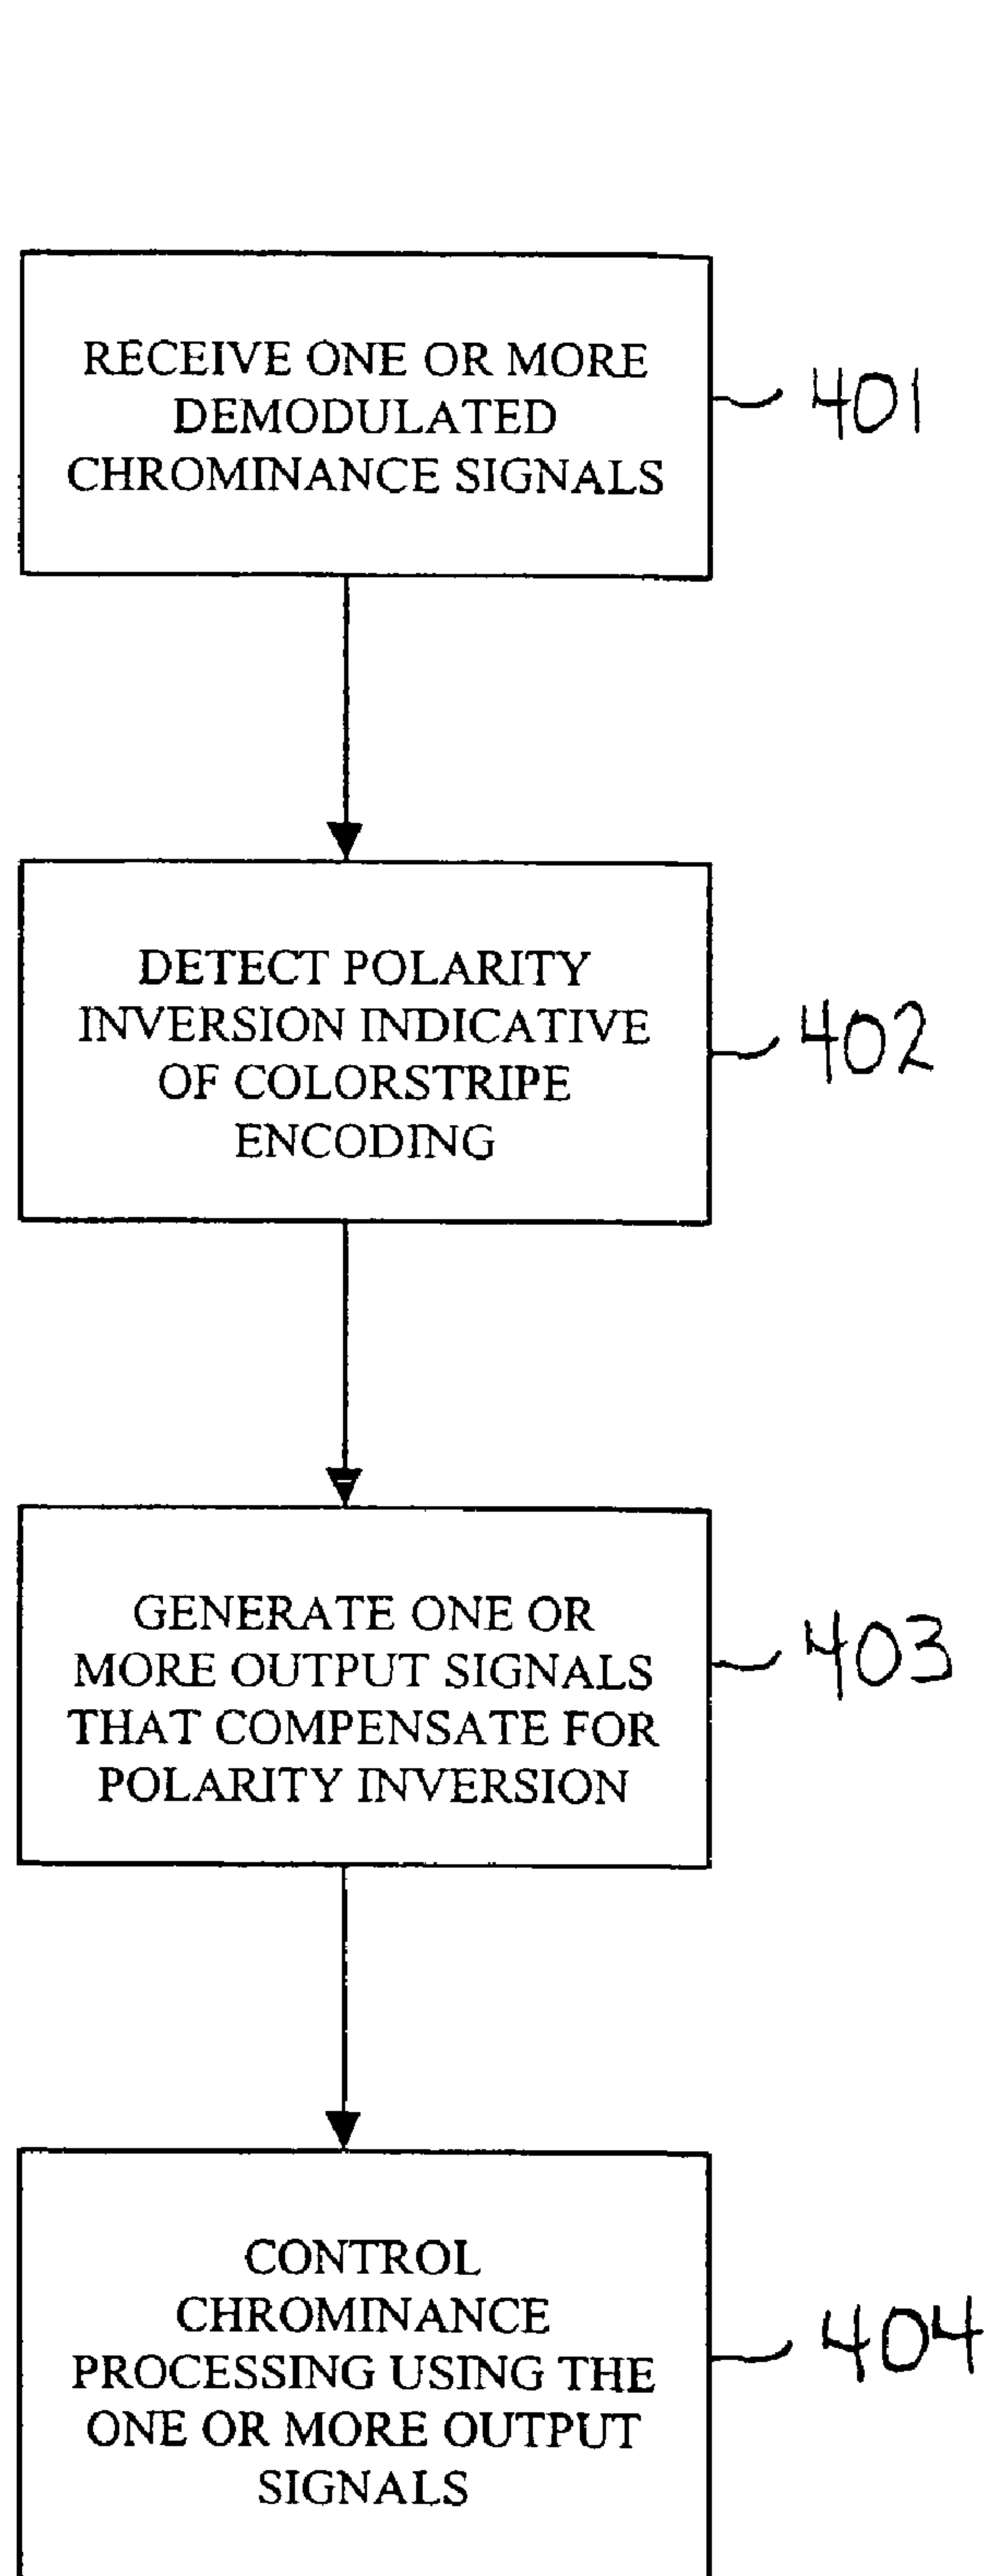 RECEIVE ONE OR MORE
DEMODULATED
CHROMINANCE SIGNALS
401
DETECT POLARITY
INVERSION INDICATIVE
OF COLORSTRIPE
ENCODING
402
GENERATE ONE OR
MORE OUTPUT SIGNALS
THAT COMPENSATE FOR
POLARITY INVERSION
403
CONTROL
CHROMINANCE
PROCESSING USING THE
ONE OR MORE OUTPUT
SIGNALS
404